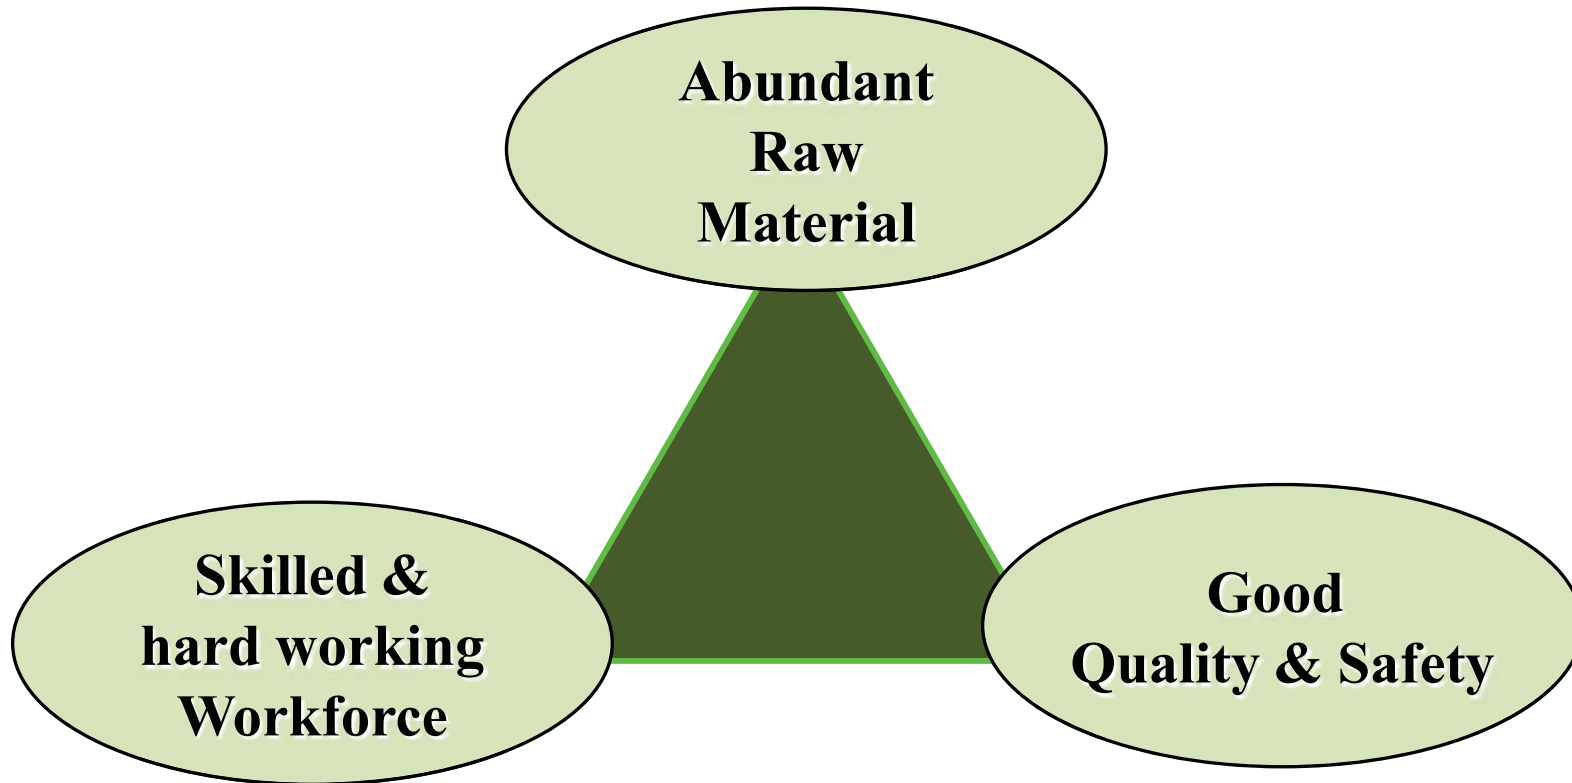 Abundant
Raw
Material
Skilled &
hard working
Workforce
Good
Quality & Safety